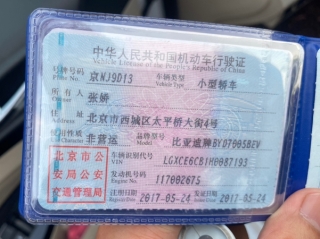 中华人民共和国机动车行驶证
Vehicle License of the People's Republic of China
号牌号码 京NJ9D13 车辆类型 小型轿车
Plate No. Vehicle Type
所有人 张娇
Owner
住址 北京市西城区太平桥大街4号
Address
使用性质 非营运 品牌型号 比亚迪牌BYD7005BEV
Model
北京市公
安局公安
交通管理局
车辆识别代号 LGXCE6CB1H0087193
VIN
发动机号码 117002675
Engine No.
注册日期 2017-05-24 发证日期 2017-05-24